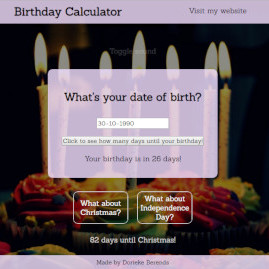 Birthday Calculator
Visit my website
Toggle sound
What's your date of birth?
30-10-1990
Click to see how many days until your birthday!
Your birthday is in 26 days!
What about
Christmas?
What about
Independence
Day?
82 days until Christmas!
Made by Dorieke Berends